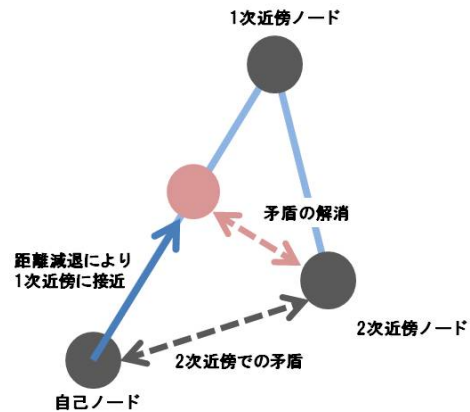 1次近傍ノード
矛盾の解消
距離減退により
1次近傍に接近
2次近傍ノード
2次近傍での矛盾
自己ノード